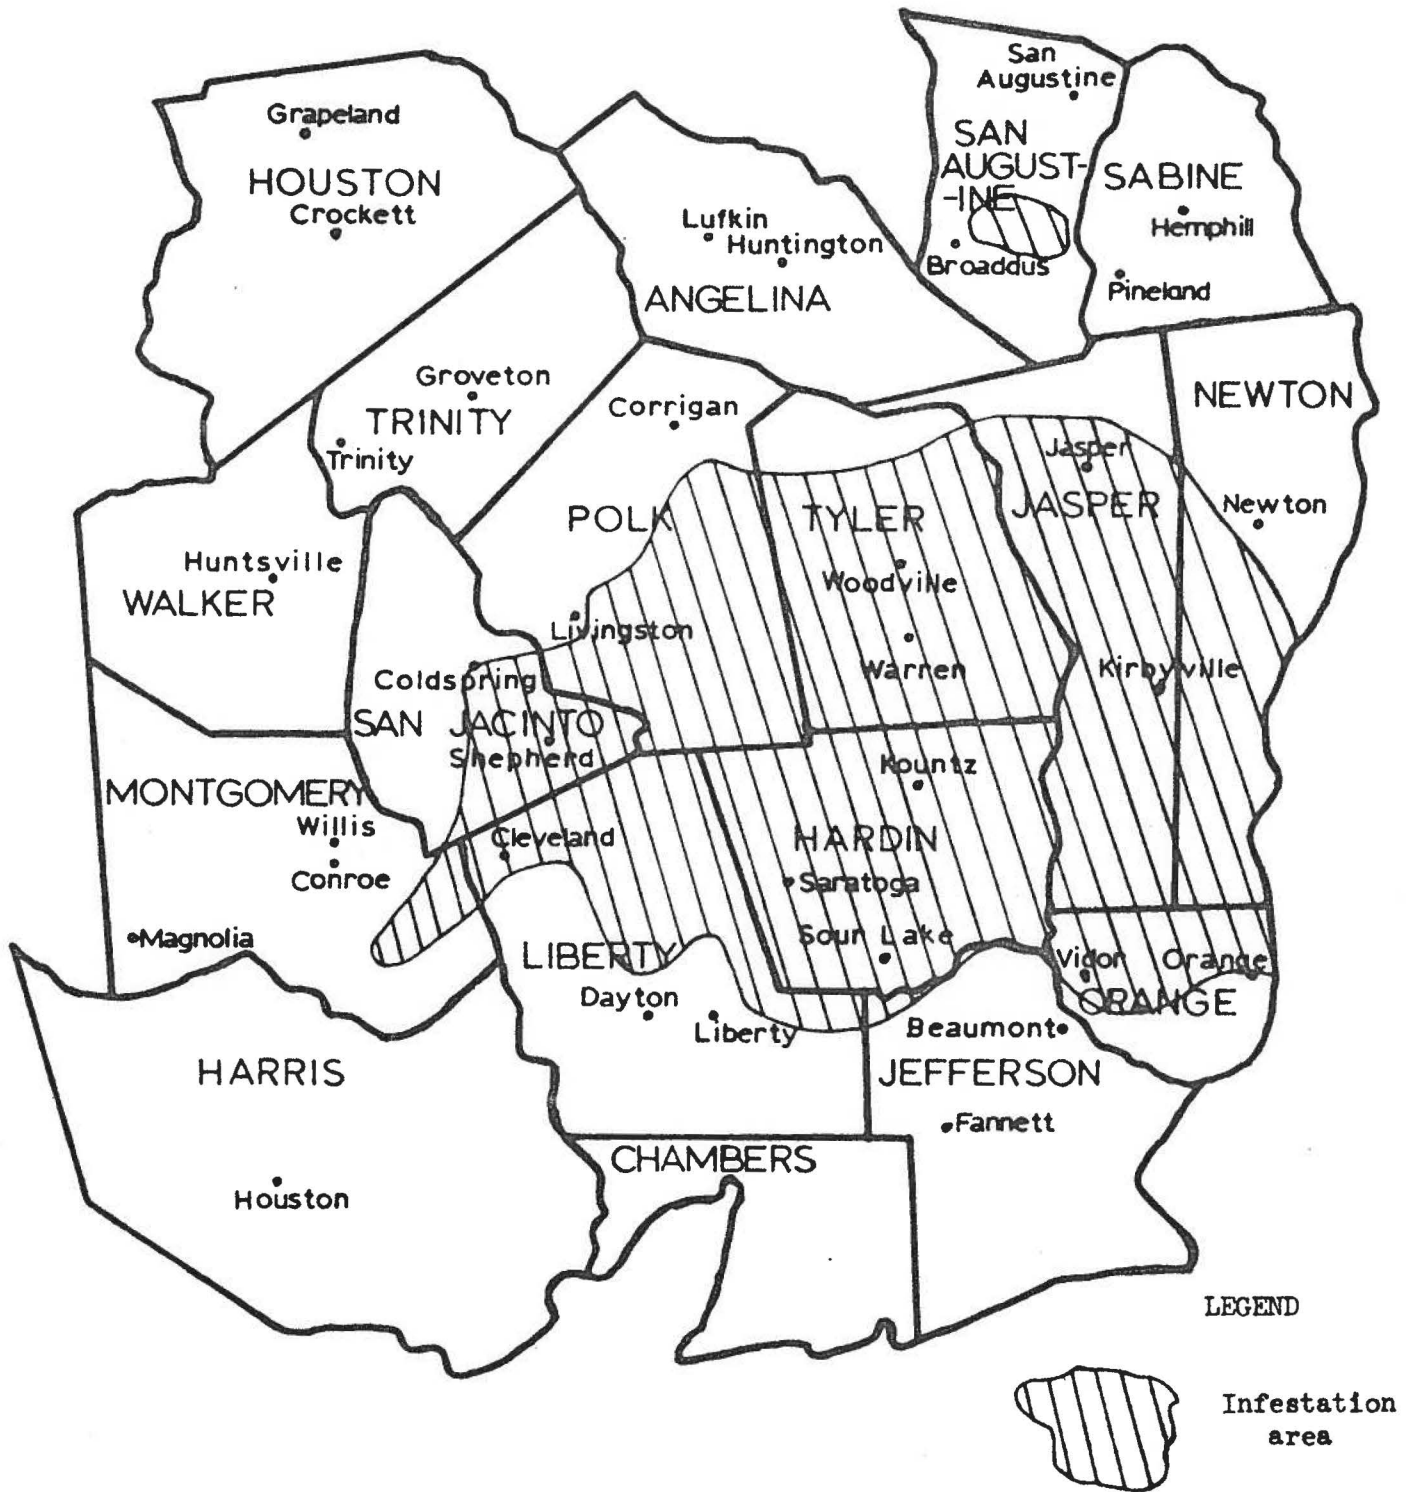 San
Augustine
Grapeland
SAN
AUGUST-
-INE
HOUSTON
Crockett
SABINE
Hemphill
Lufkin
Huntington
Broaddus
Pineland
ANGELINA
Groveton
TRINITY
Trinity
Corrigan
NEWTON
Jasper
JASPER
Newton
POLK
TYLER
Woodville
Huntsville
WALKER
Livingston
Warren
Kirbyville
Coldspring
SAN JACINTO
Shepherd
Kountz
MONTGOMERY
Willis
Conroe
Cleveland
HARDIN
Saratoga
Magnolia
Sour Lake
LIBERTY
Dayton
Liberty
Vidor
Orange
ORANGE
Beaumont
JEFFERSON
Fannett
HARRIS
Houston
CHAMBERS
LEGEND
Infestation
area